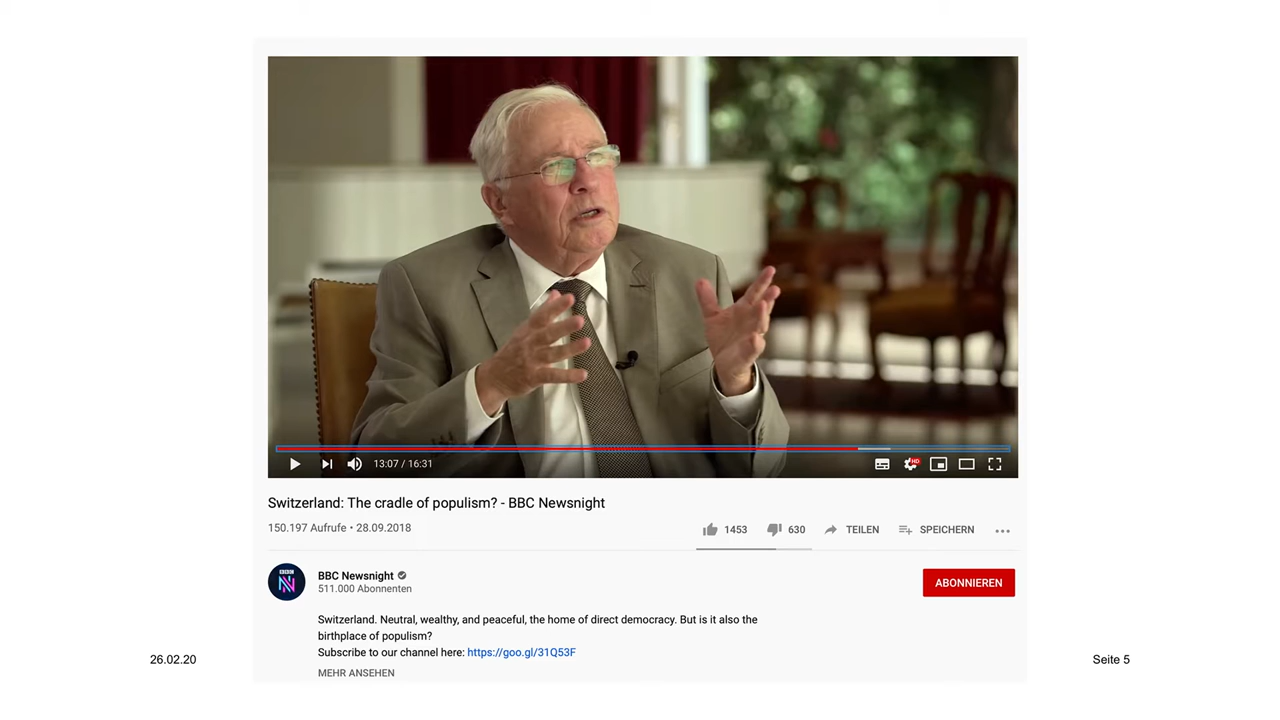 HD
13:07 / 16:31
Switzerland: The cradle of populism? - BBC Newsnight
150.197 Aufrufe • 28.09.2018
1453 630 TEILEN SPEICHERN
BBC Newsnight
511.000 Abonnenten
ABONNIEREN
Switzerland. Neutral, wealthy, and peaceful, the home of direct democracy. But is it also the
birthplace of populism?
Subscribe to our channel here: https://goo.gl/31Q53F
MEHR ANSEHEN
26.02.20
Seite 5